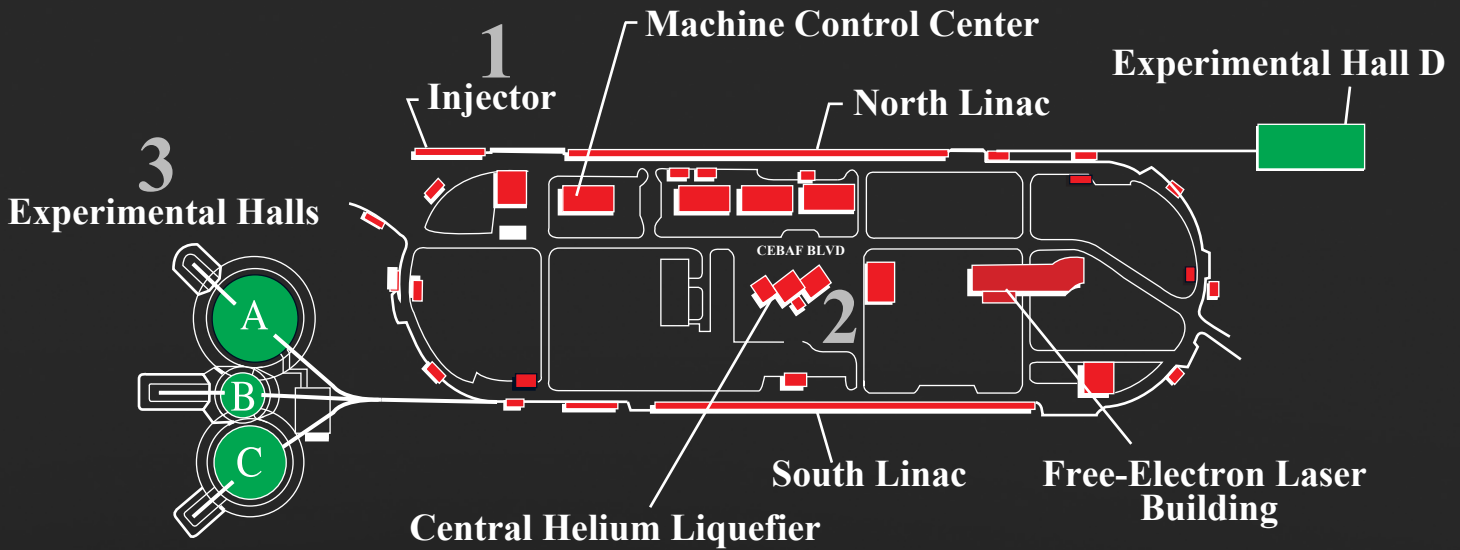 Machine Control Center
1
Injector
Experimental Hall D
North Linac
3
Experimental Halls
CEBAF BLVD
A
2
B
C
South Linac
Free-Electron Laser
Building
Central Helium Liquefier